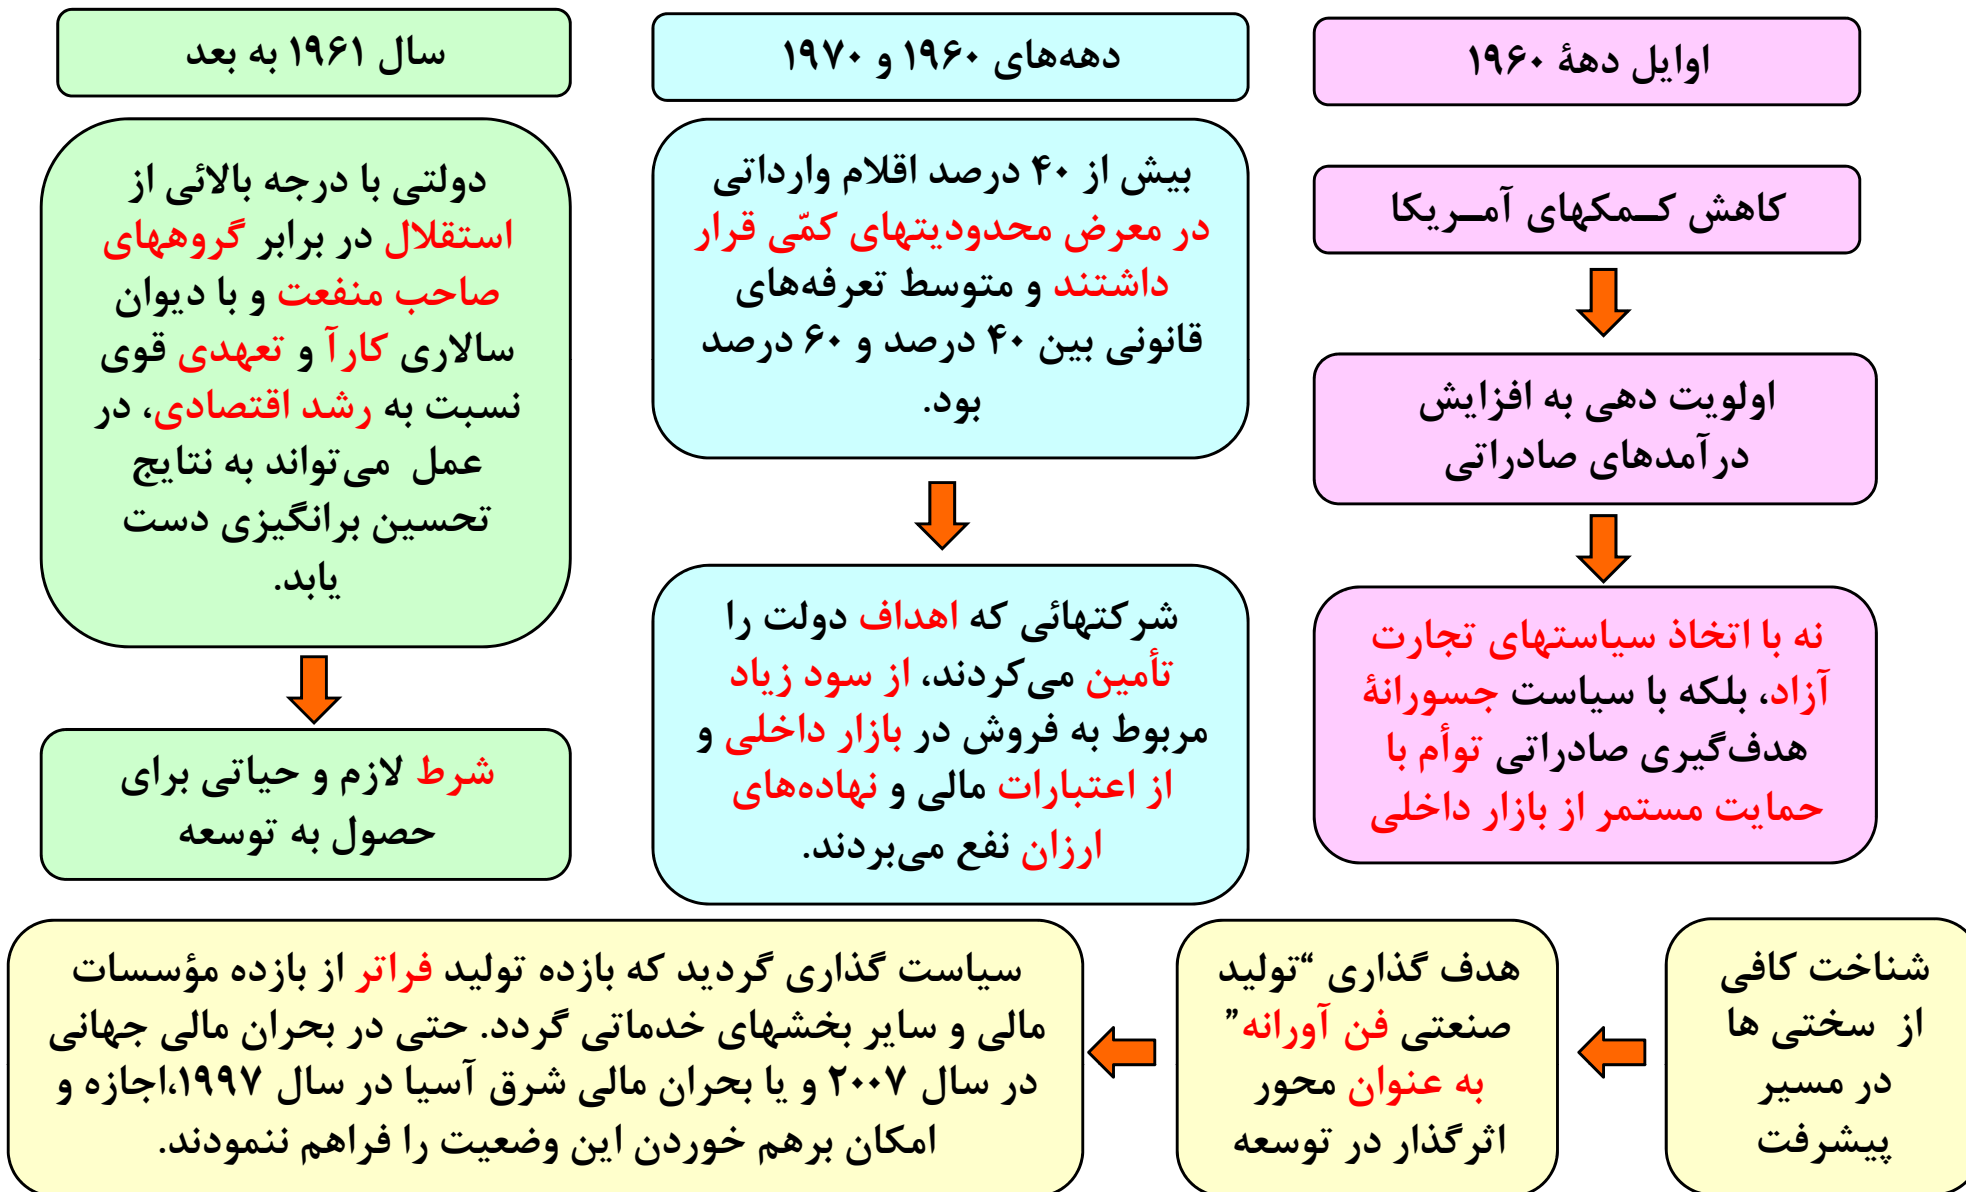 اوایل دههٔ ۱۹۶۰
کاهش کــمکهای آمــریکا
اولویت دهی به افزایش
درآمدهای صادراتی
نه با اتخاذ سیاستهای تجارت
آزاد، بلکه با سیاست جسورانهٔ
هدف‌گیری صادراتی توأم با
حمایت مستمر از بازار داخلی
دهه‌های ۱۹۶۰ و ۱۹۷۰
بیش از ۴۰ درصد اقلام وارداتی
در معرض محدودیتهای کمّی قرار
داشتند و متوسط تعرفه‌های
قانونی بین ۴۰ درصد و ۶۰ درصد
بود.
شرکتهائی که اهداف دولت را
تأمین می‌کردند، از سود زیاد
مربوط به فروش در بازار داخلی و
از اعتبارات مالی و نهاده‌های
ارزان نفع می‌بردند.
سال ۱۹۶۱ به بعد
دولتی با درجه بالائی از
استقلال در برابر گروههای
صاحب منفعت و با دیوان
سالاری کارآ و تعهدی قوی
نسبت به رشد اقتصادی، در
عمل می‌تواند به نتایج
تحسین برانگیزی دست
یابد.
شرط لازم و حیاتی برای
حصول به توسعه
شناخت کافی
از سختی ها
در مسیر
پیشرفت
هدف گذاری “تولید
صنعتی فن آورانه”
به عنوان محور
اثرگذار در توسعه
سیاست گذاری گردید که بازده تولید فراتر از بازده مؤسسات
مالی و سایر بخشهای خدماتی گردد. حتی در بحران مالی جهانی
در سال ۲۰۰۷ و یا بحران مالی شرق آسیا در سال ۱۹۹۷،اجازه و
امکان برهم خوردن این وضعیت را فراهم ننمودند.